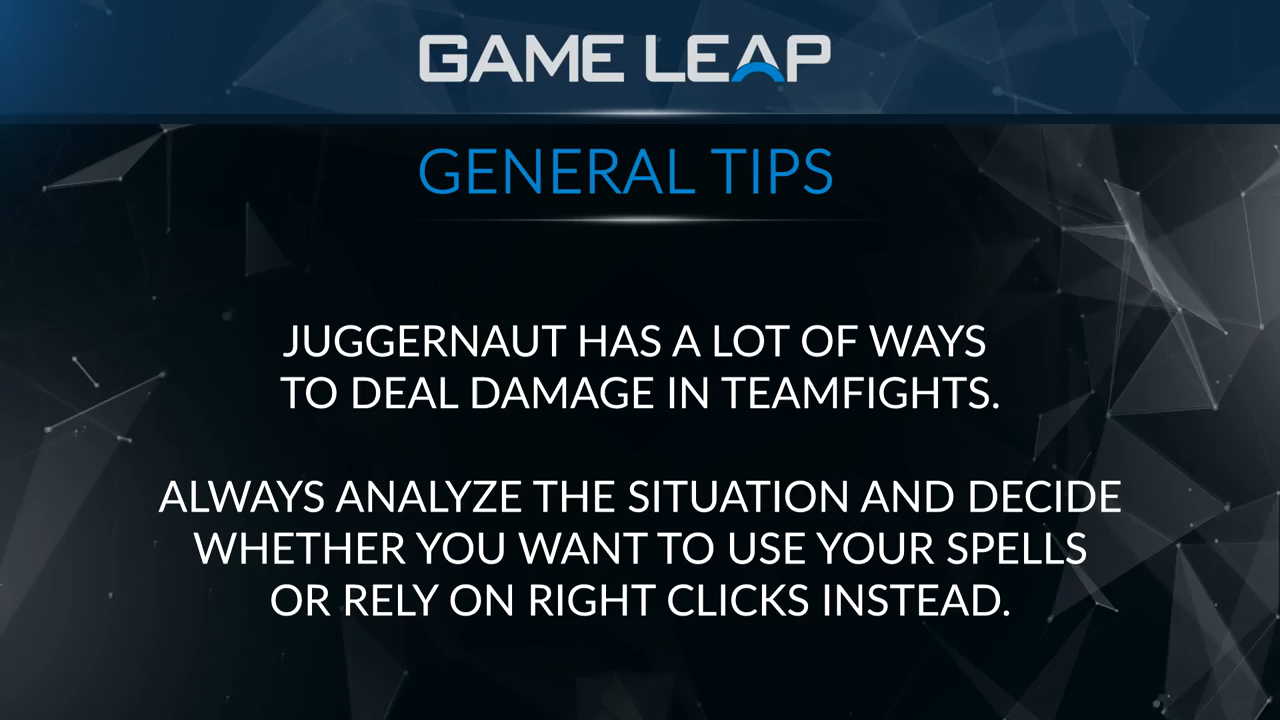 GAME LEAP
GENERAL TIPS
JUGGERNAUT HAS A LOT OF WAYS
TO DEAL DAMAGE IN TEAMFIGHTS.
ALWAYS ANALYZE THE SITUATION AND DECIDE
WHETHER YOU WANT TO USE YOUR SPELLS
OR RELY ON RIGHT CLICKS INSTEAD.